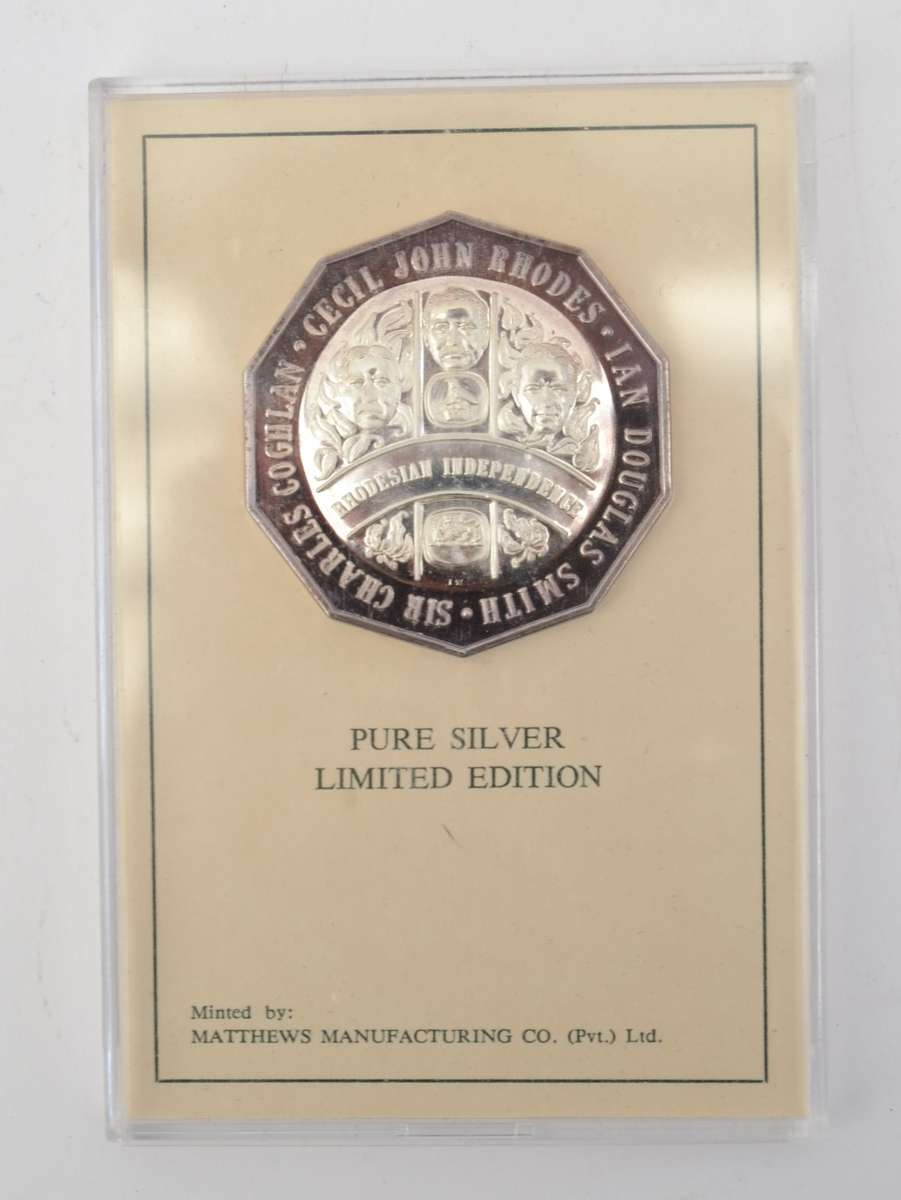 SIR CHARLES COGHLAN · CECIL JOHN RHODES · IAN DOUGLAS SMITH ·
RHODESIAN INDEPENDENCE
PURE SILVER
LIMITED EDITION
Minted by:
MATTHEWS MANUFACTURING CO. (Pvt.) Ltd.